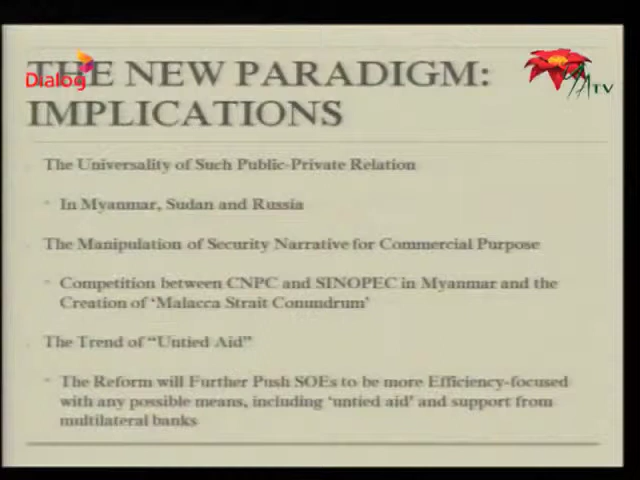 THE NEW PARADIGM:
Dialog
TV
IMPLICATIONS
The Universality of Such Public-Private Relation
In Myanmar, Sudan and Russia
The Manipulation of Security Narrative for Commercial Purpose
Competition between CNPC and SINOPEC in Myanmar and the
Creation of 'Malacca Strait Conundrum'
The Trend of "Untied Aid"
The Reform will Further Push SOEs to be more Efficiency-focused
with any possible means, including 'untied aid' and support from
multilateral banks